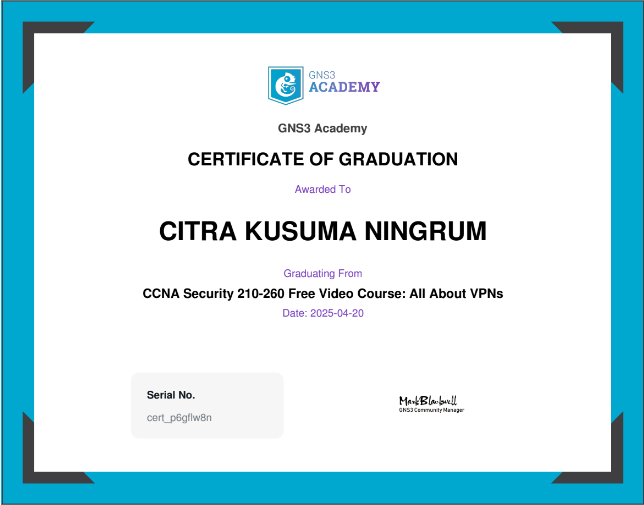 GNS3
ACADEMY
GNS3 Academy
CERTIFICATE OF GRADUATION
Awarded To
CITRA KUSUMA NINGRUM
Graduating From
CCNA Security 210-260 Free Video Course: All About VPNs
Date: 2025-04-20
Serial No.
cert_p6gflw8n
Mark Blackwell
GNS3 Community Manager